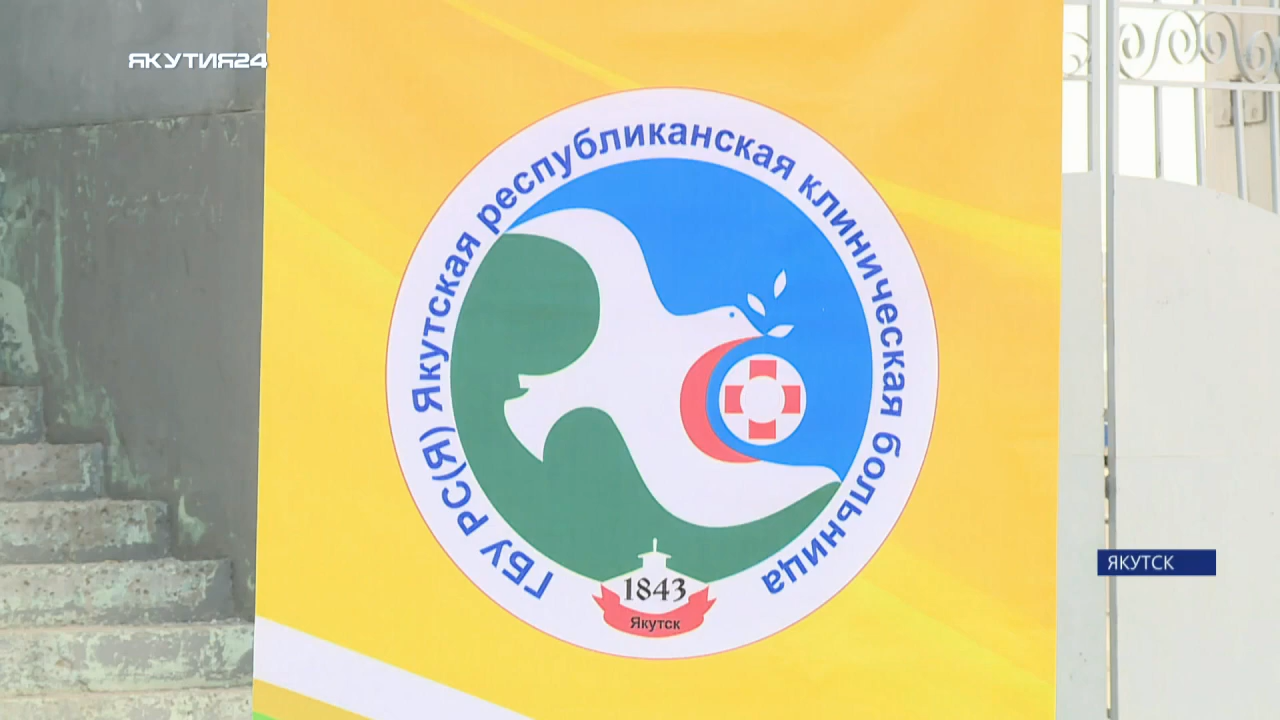 ЯКУТИЯ24
ГБУ РС(Я) Якутская республиканская клиническая больница
1843
Якутск
ЯКУТСК